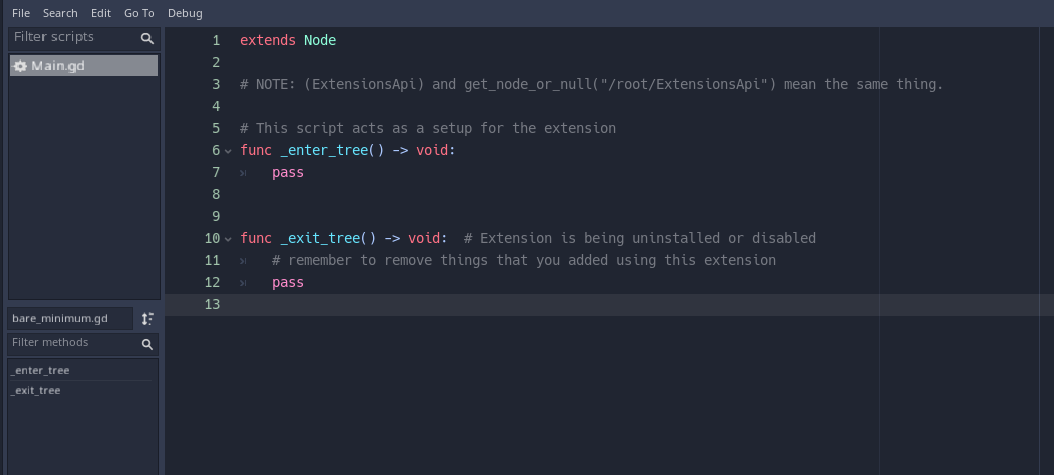 File Search Edit Go To Debug
Filter scripts
Main.gd
bare_minimum.gd
Filter methods
_enter_tree
_exit_tree
1 extends Node
2
3 # NOTE: (ExtensionsApi) and get_node_or_null("/root/ExtensionsApi") mean the same thing.
4
5 # This script acts as a setup for the extension
6 func _enter_tree() -> void:
7 pass
8
9
10 func _exit_tree() -> void:  # Extension is being uninstalled or disabled
11 # remember to remove things that you added using this extension
12 pass
13